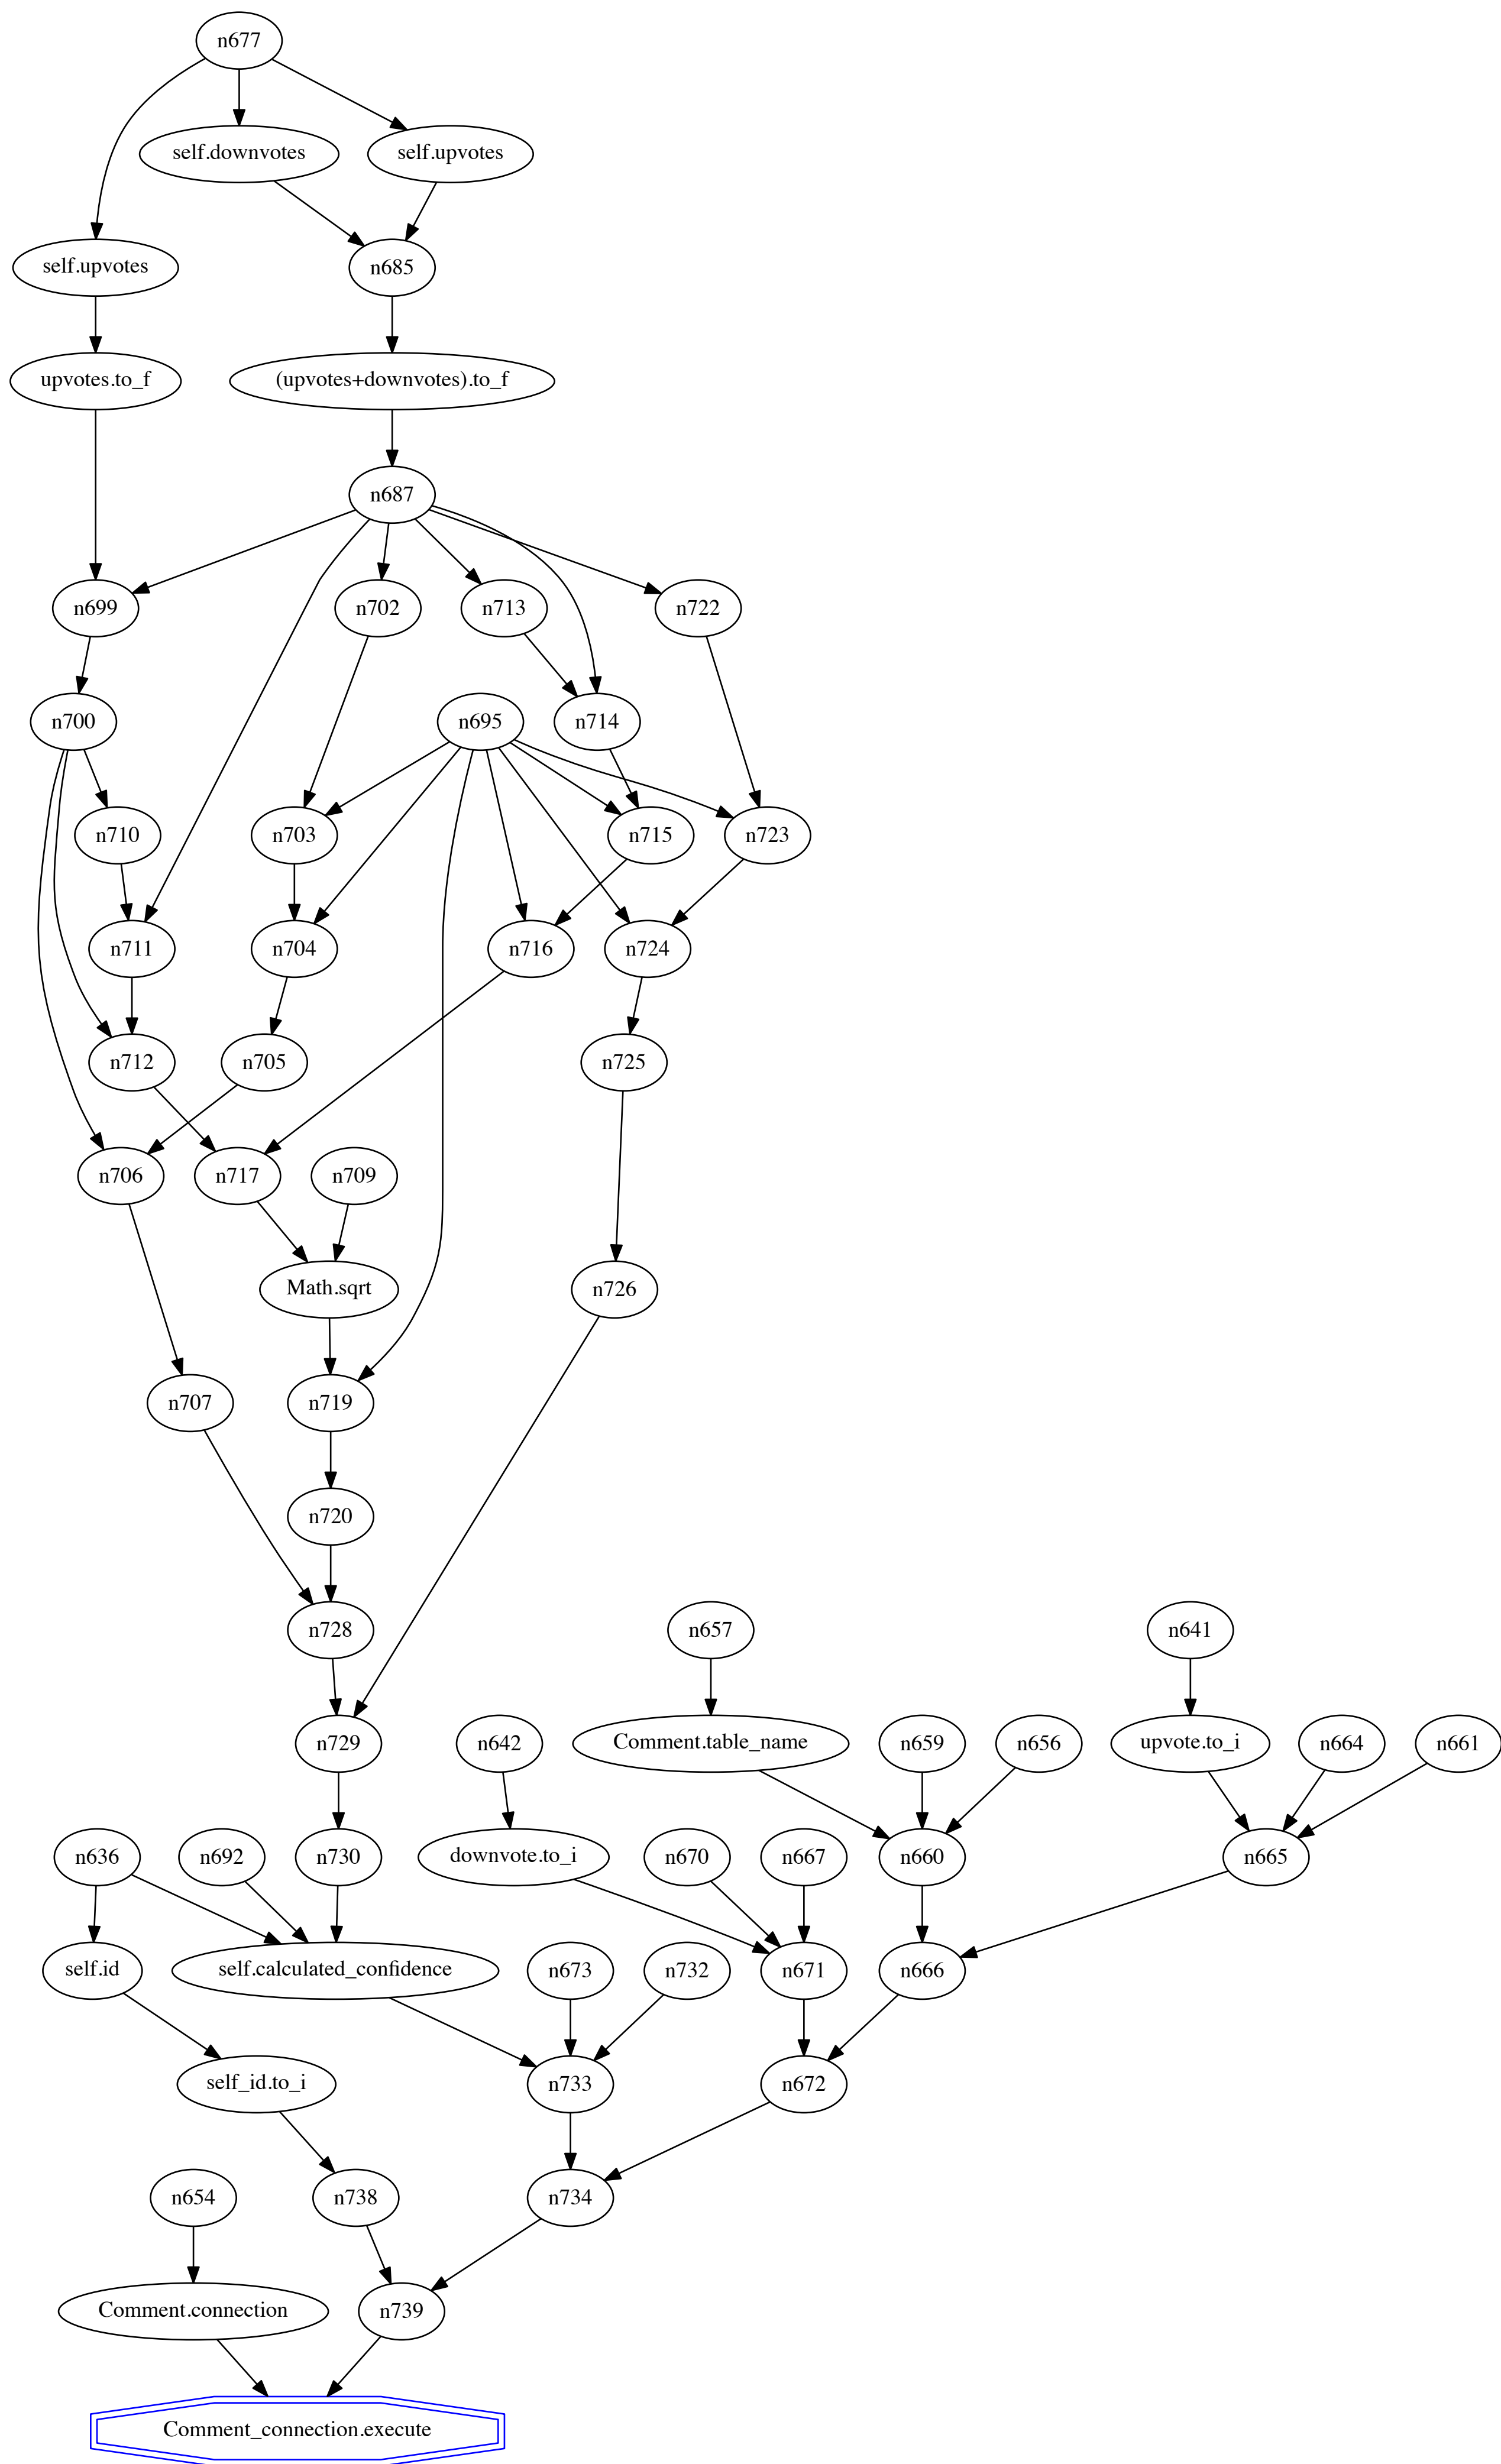 n677
self.downvotes
self.upvotes
self.upvotes
n685
upvotes.to_f
(upvotes+downvotes).to_f
n687
n699
n702
n713
n722
n700
n695
n714
n710
n703
n715
n723
n711
n704
n716
n724
n712
n705
n725
n706
n717
n709
Math.sqrt
n726
n707
n719
n720
n728
n657
n641
n729
n642
Comment.table_name
n659
n656
upvote.to_i
n664
n661
n636
n692
n730
downvote.to_i
n670
n667
n660
n665
self.id
self.calculated_confidence
n673
n732
n671
n666
self_id.to_i
n733
n672
n654
n738
n734
Comment.connection
n739
Comment_connection.execute